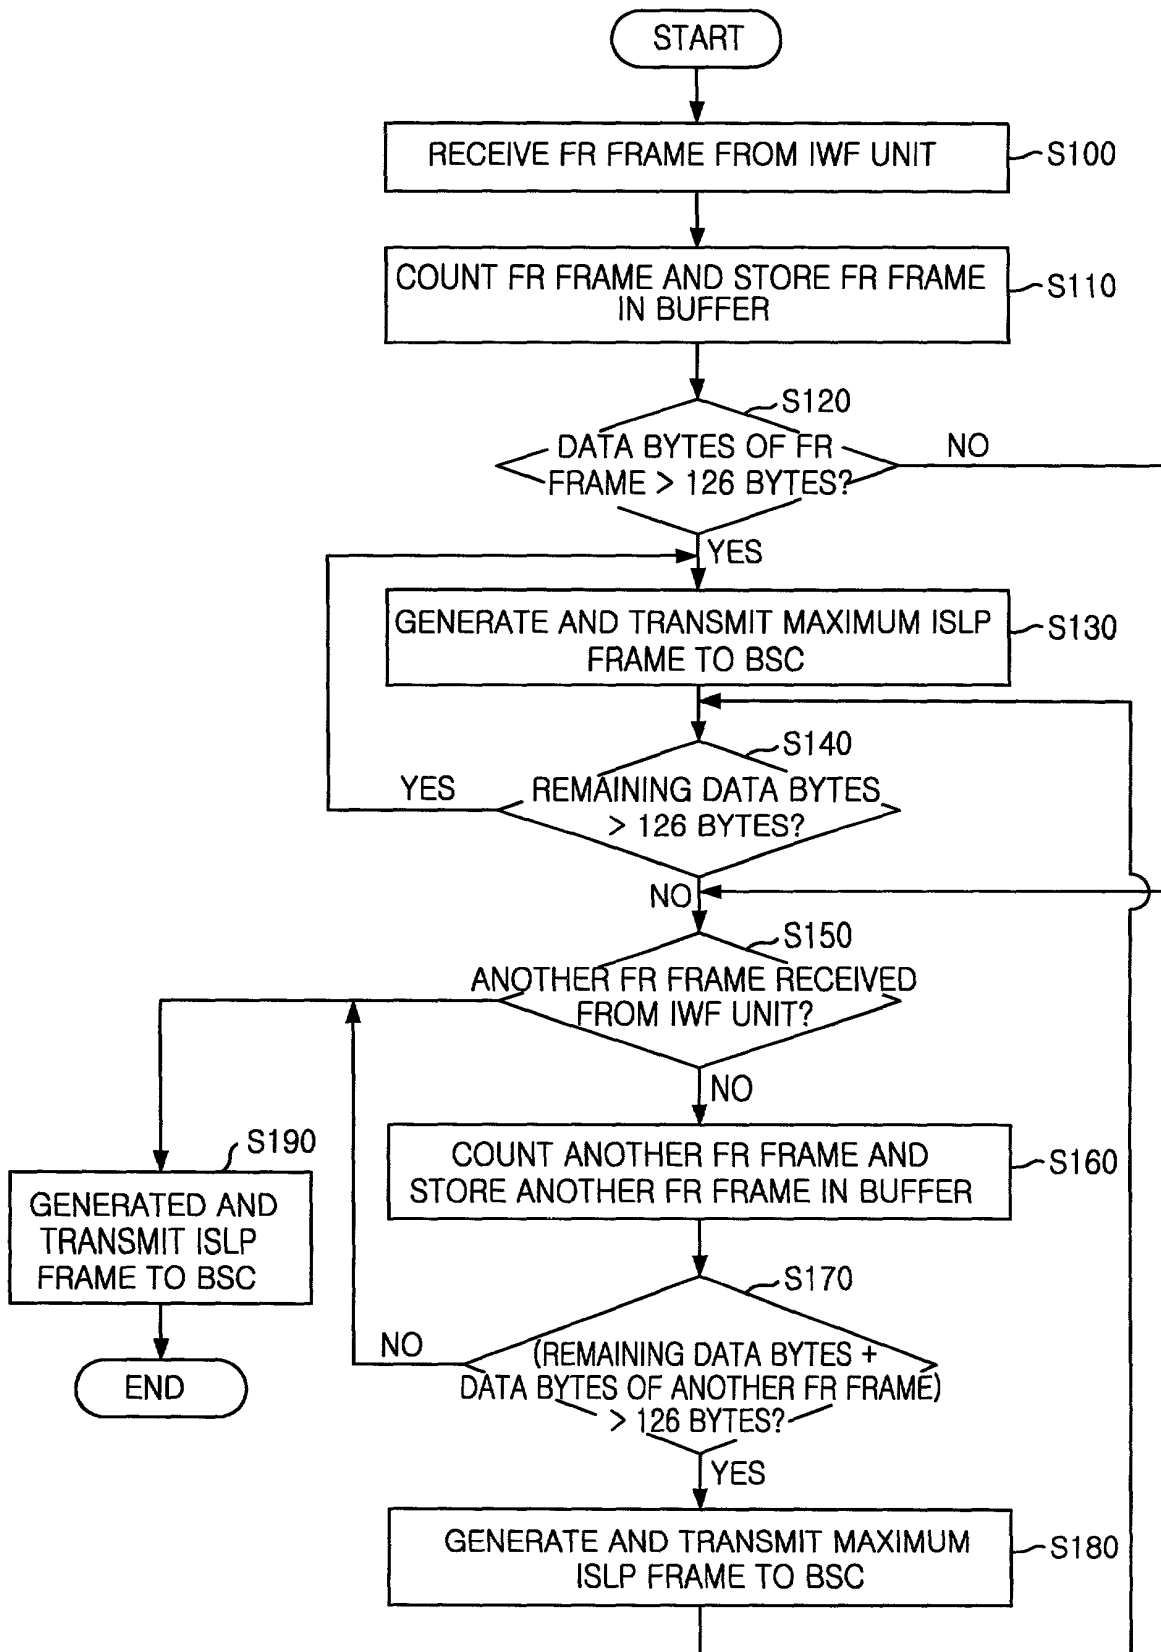 START
RECEIVE FR FRAME FROM IWF UNIT
S100
COUNT FR FRAME AND STORE FR FRAME
IN BUFFER
S110
S120
DATA BYTES OF FR
FRAME > 126 BYTES?
NO
YES
GENERATE AND TRANSMIT MAXIMUM ISLP
FRAME TO BSC
S130
S140
YES
REMAINING DATA BYTES
> 126 BYTES?
NO
S150
ANOTHER FR FRAME RECEIVED
FROM IWF UNIT?
NO
S190
GENERATED AND
TRANSMIT ISLP
FRAME TO BSC
END
COUNT ANOTHER FR FRAME AND
STORE ANOTHER FR FRAME IN BUFFER
S160
S170
NO
(REMAINING DATA BYTES +
DATA BYTES OF ANOTHER FR FRAME)
> 126 BYTES?
YES
GENERATE AND TRANSMIT MAXIMUM
ISLP FRAME TO BSC
S180